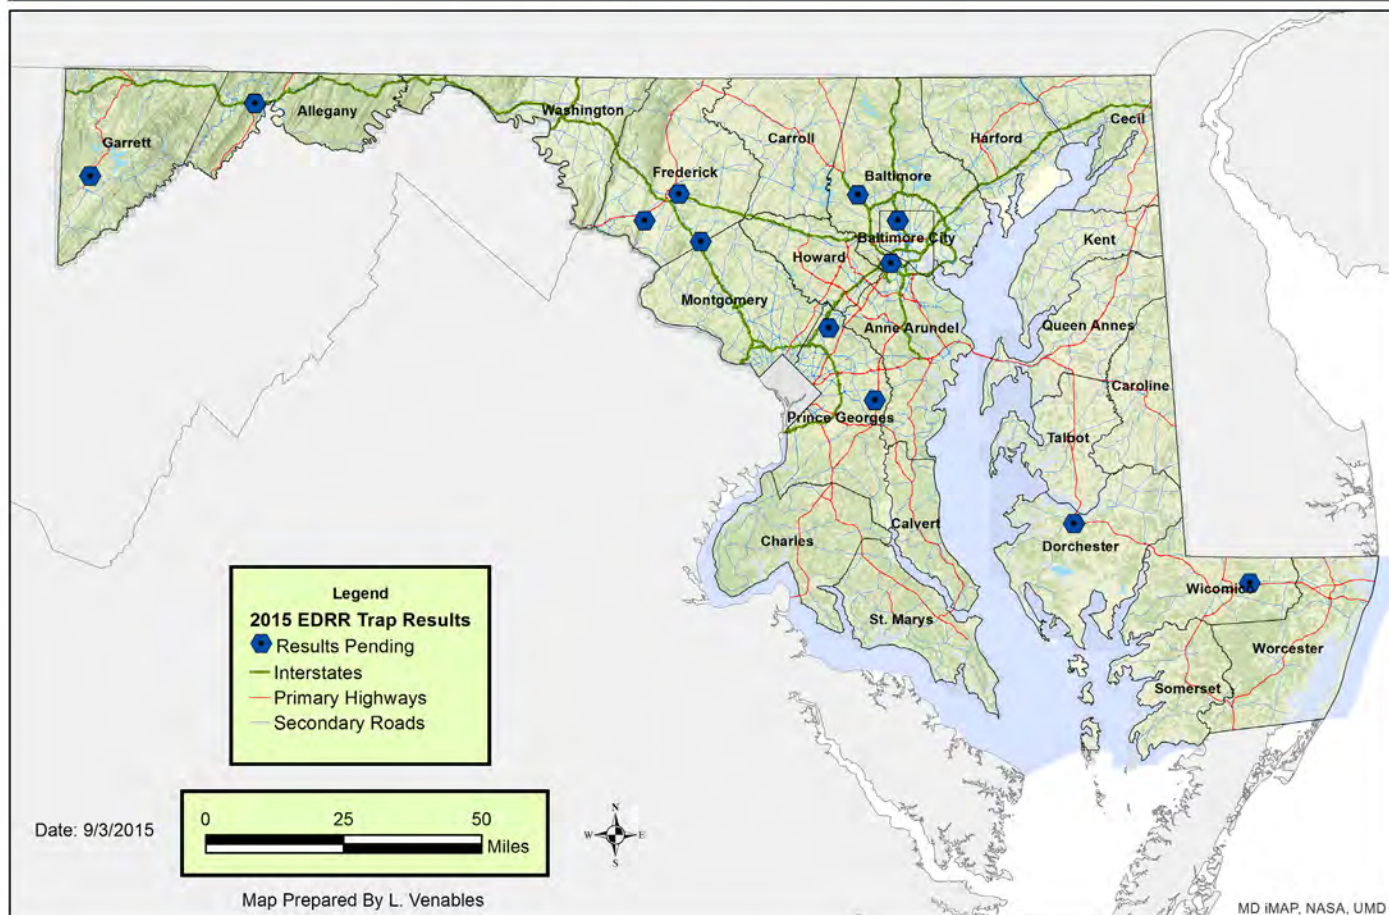 Garrett
Allegany
Washington
Frederick
Carroll
Baltimore
Harford
Cecil
Baltimore City
Howard
Kent
Montgomery
Anne Arundel
Queen Annes
Caroline
Prince Georges
Talbot
Calvert
Charles
Dorchester
St. Marys
Wicomico
Worcester
Somerset
Legend
2015 EDRR Trap Results
Results Pending
Interstates
Primary Highways
Secondary Roads
0 25 50
Miles
Date: 9/3/2015
N
W E
S
Map Prepared By L. Venables
MD iMAP, NASA, UMD